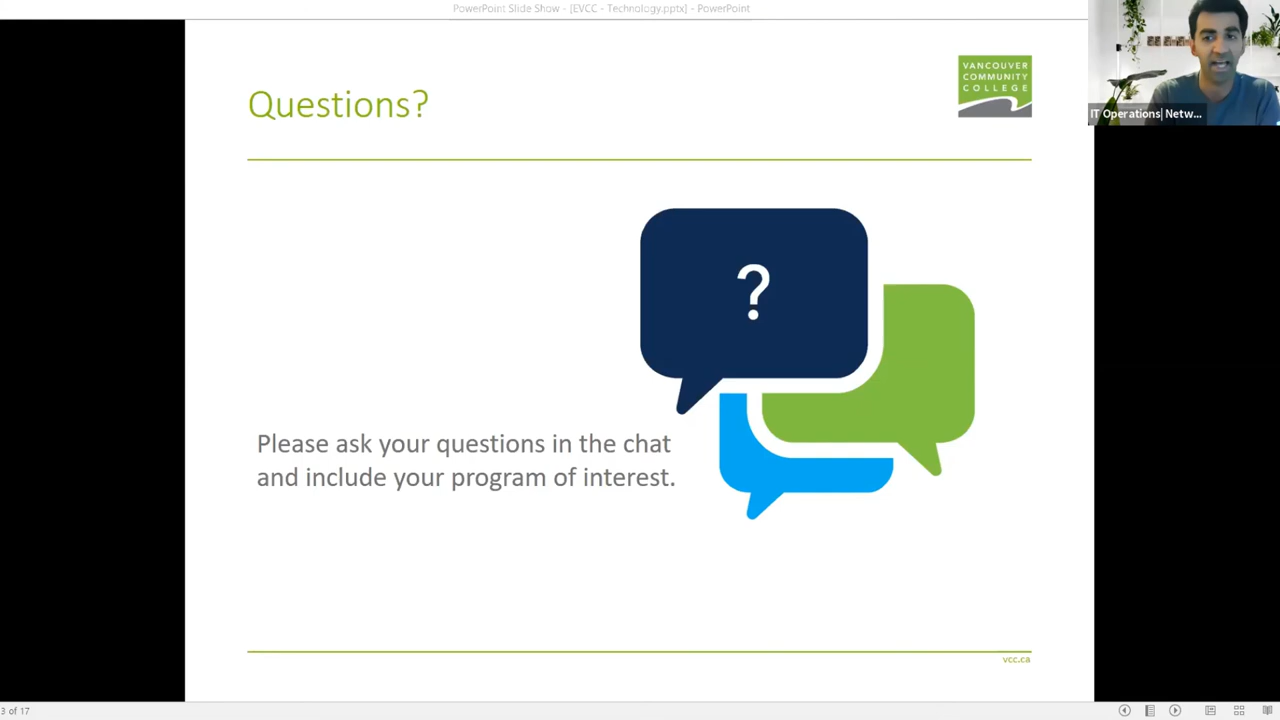 PowerPoint Slide Show - [EVCC - Technology.pptx] - PowerPoint
VANCOUVER
COMMUNITY
COLLEGE
IT Operations| Netw...
Questions?
?
Please ask your questions in the chat
and include your program of interest.
vcc.ca
3 of 17